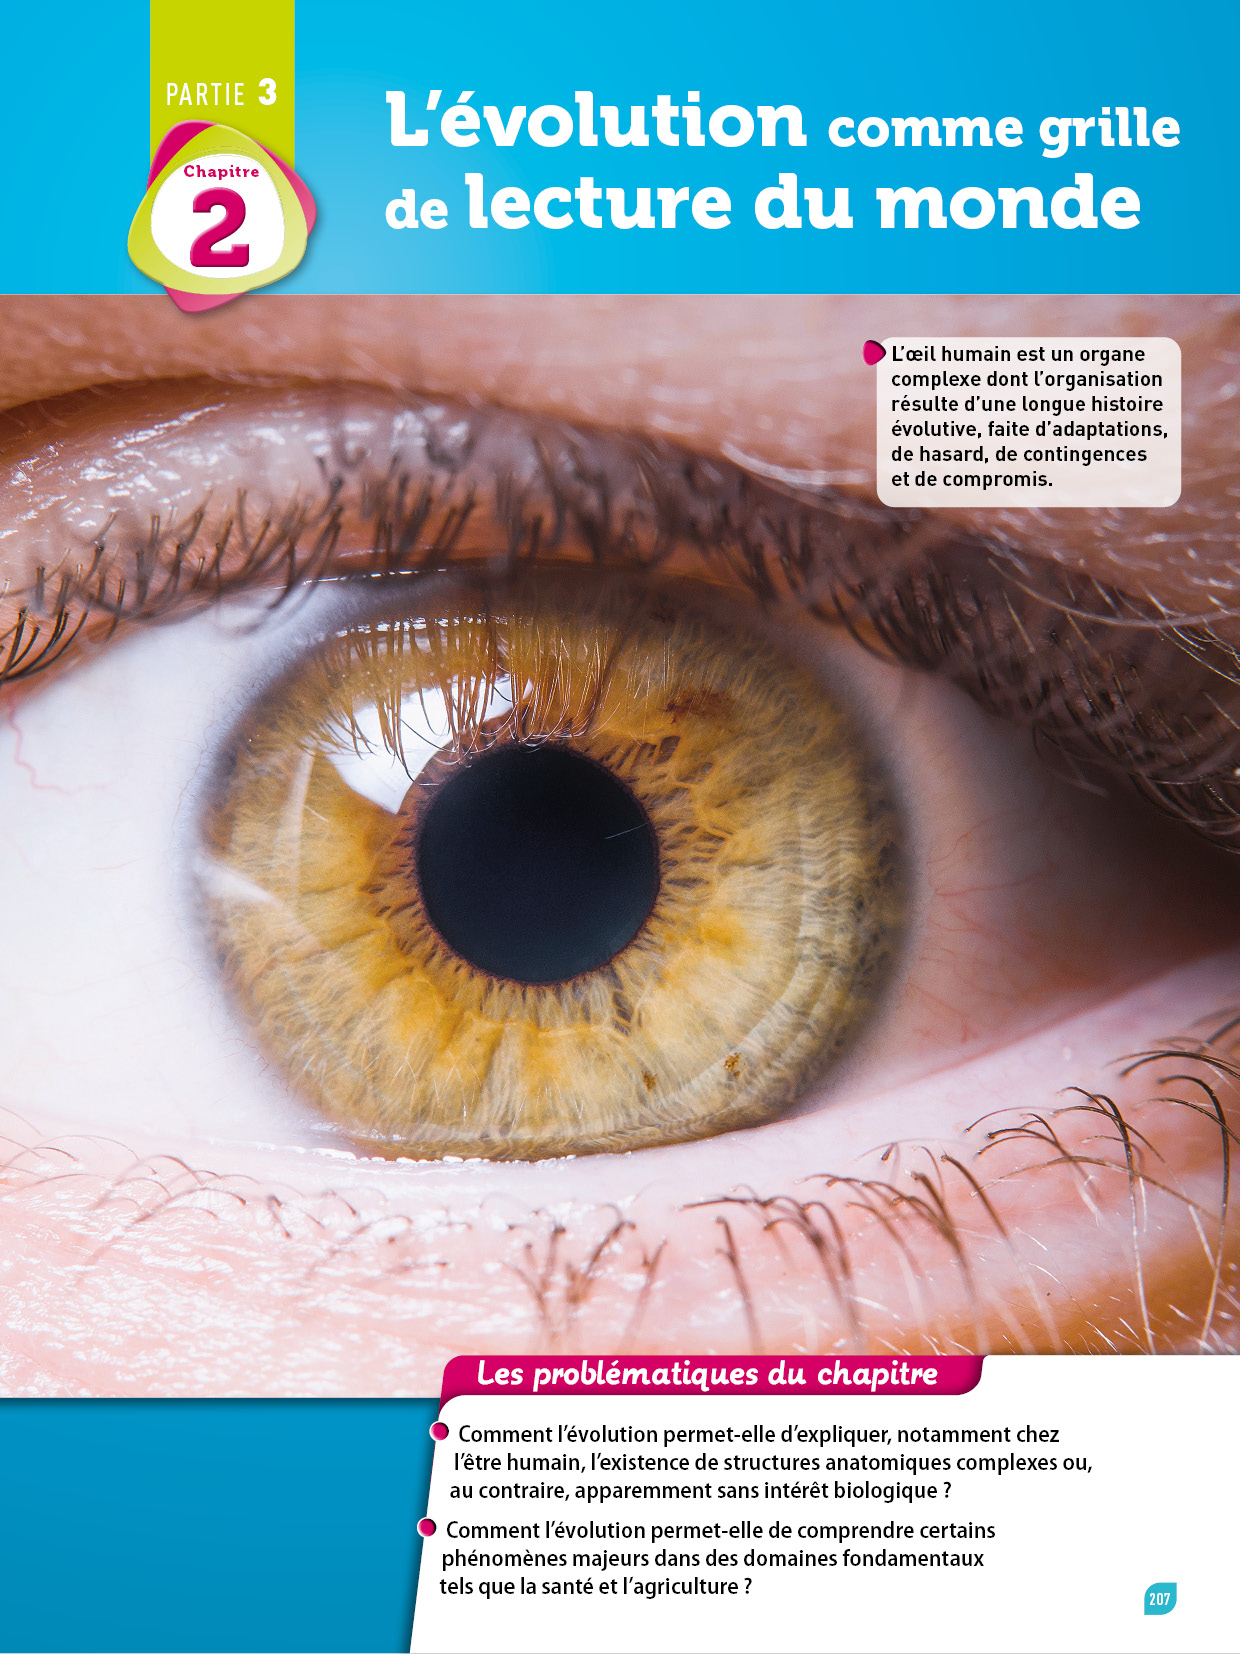 PARTIE 3
Chapitre
2
L’évolution comme grille
de lecture du monde
L’œil humain est un organe
complexe dont l’organisation
résulte d’une longue histoire
évolutive, faite d’adaptations,
de hasard, de contingences
et de compromis.
Les problématiques du chapitre
Comment l’évolution permet-elle d’expliquer, notamment chez
l’être humain, l’existence de structures anatomiques complexes ou,
au contraire, apparemment sans intérêt biologique ?
Comment l’évolution permet-elle de comprendre certains
phénomènes majeurs dans des domaines fondamentaux
tels que la santé et l’agriculture ?
207